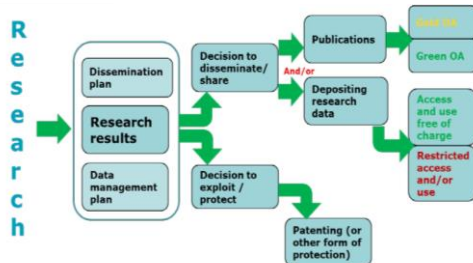 Research
Dissemination
plan
Research
results
Data
management
plan
Decision to
disseminate/
share
And/or
Decision to
exploit /
protect
Publications
Depositing
research
data
Patenting (or
other form of
protection)
Gold OA
Green OA
Access
and use
free of
charge
Restricted
access
and/or
use